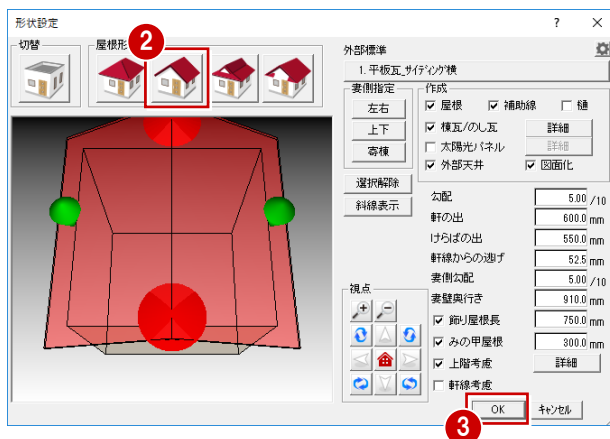 形状設定
? ×
切替
屋根形
2
外部標準
1. 平板瓦_サイディング横
妻側指定
左右
上下
寄棟
選択解除
斜線表示
作成
屋根 補助線 樋
棟瓦/のし瓦 詳細
太陽光パネル 詳細
外部天井 図面化
勾配 5.00 /10
軒の出 600.0 mm
けらばの出 550.0 mm
軒線からの逃げ 52.5 mm
妻側勾配 5.00 /10
妻壁奥行き 910.0 mm
飾り屋根長 750.0 mm
みの甲屋根 300.0 mm
上階考慮 詳細
軒線考慮
視点
3
OK キャンセル